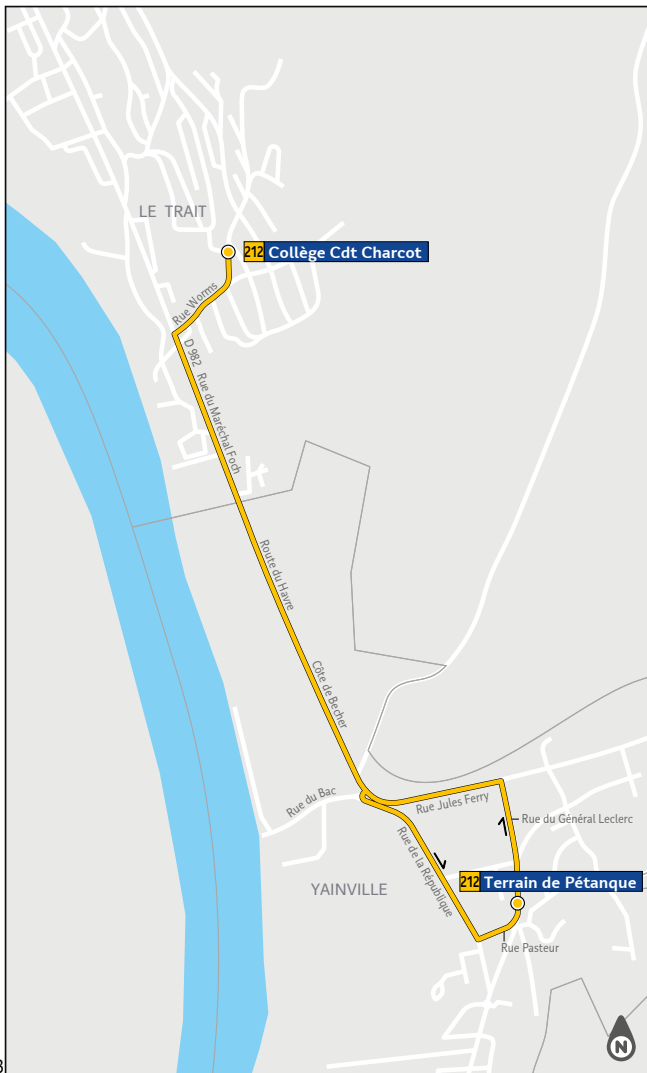 LE TRAIT
212 Collège Cdt Charcot
Rue Worms
D 982
Rue du Maréchal Foch
Route du Havre
Côte de Becher
Rue du Bac
Rue Jules Ferry
Rue du Général Leclerc
Rue de la République
212 Terrain de Pétanque
YAINVILLE
Rue Pasteur
N